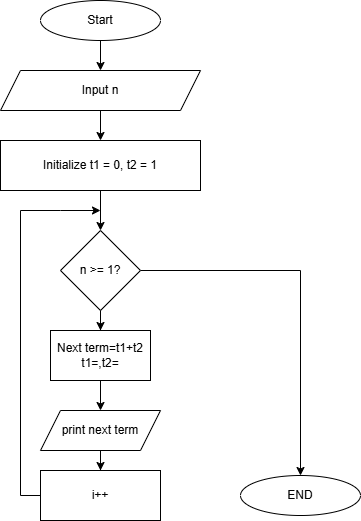 Start
Input n
Initialize t1 = 0, t2 = 1
n >= 1?
Next term=t1+t2
t1=,t2=
print next term
i++
END